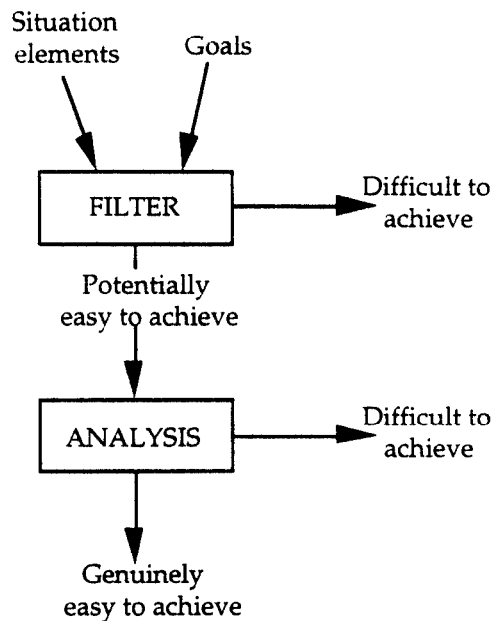 Situation
elements
Goals
FILTER
Difficult to
achieve
Potentially
easy to achieve
ANALYSIS
Difficult to
achieve
Genuinely
easy to achieve